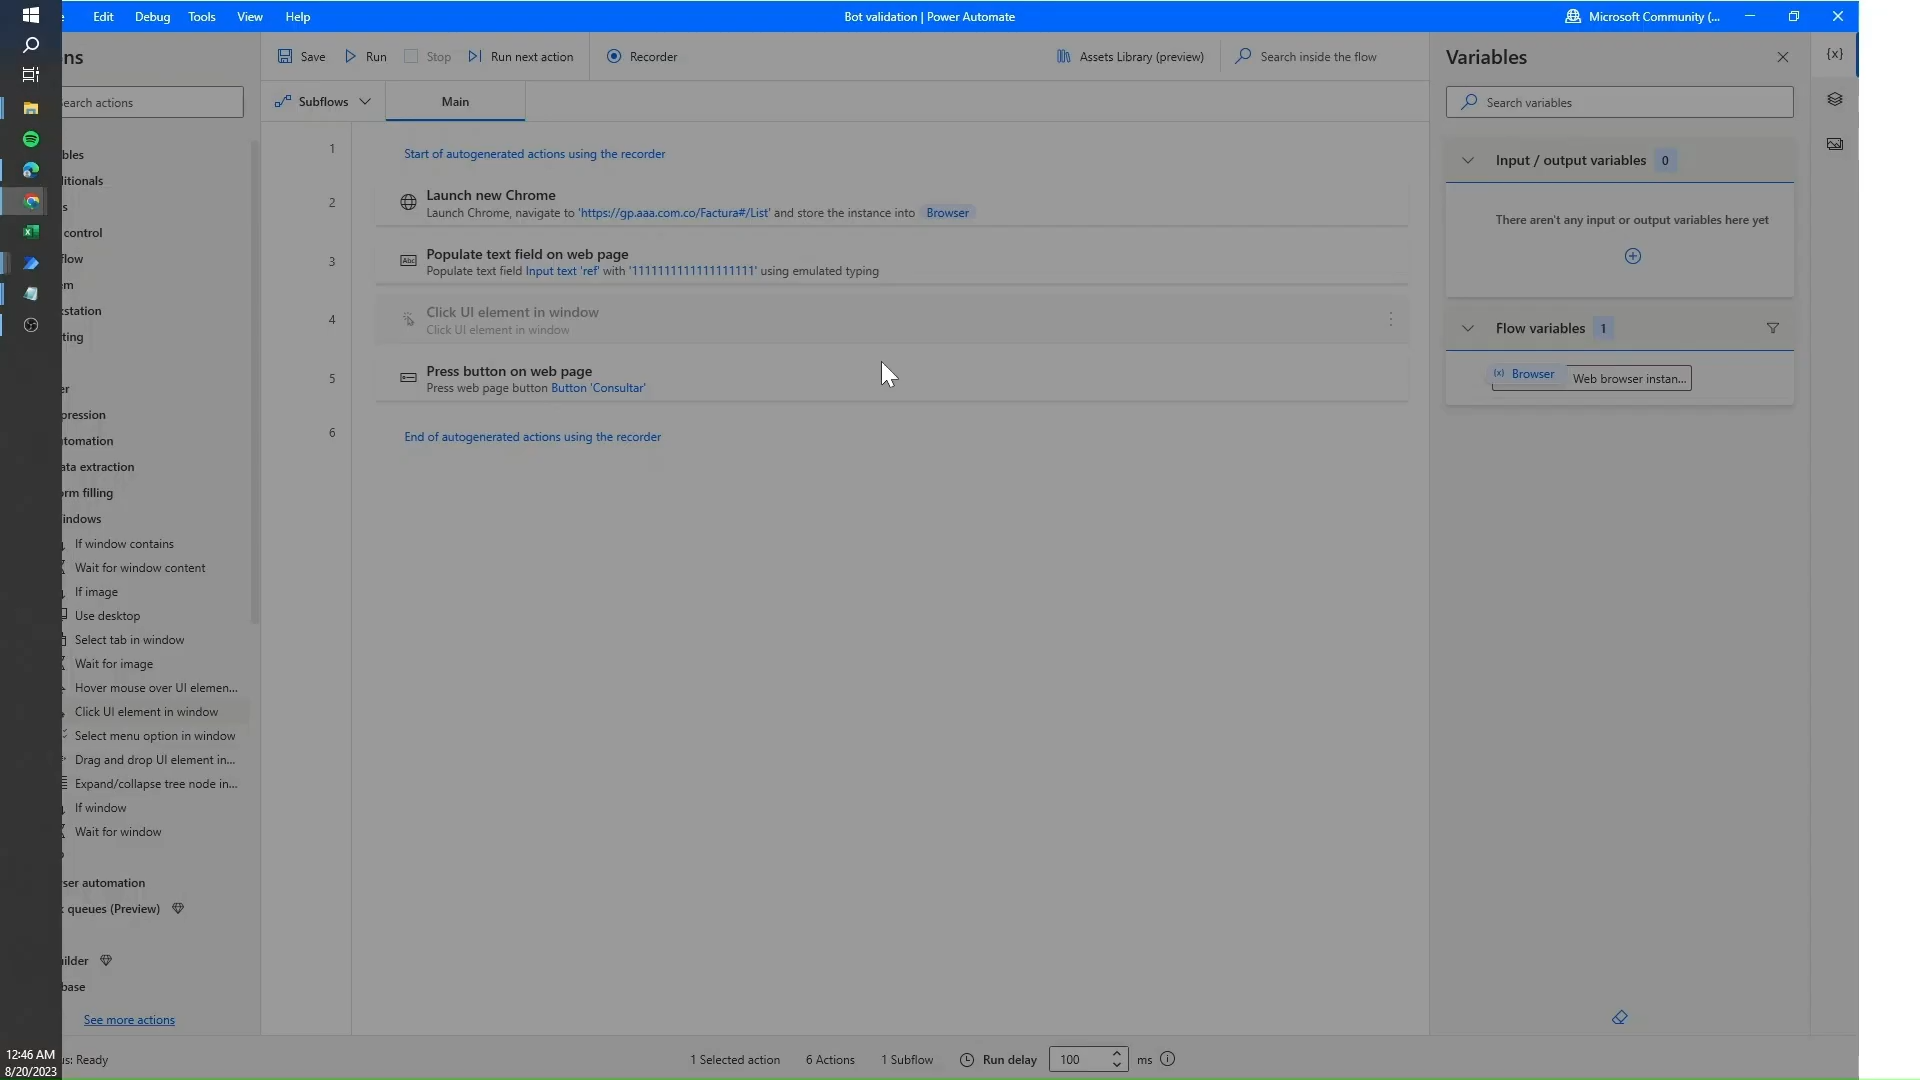 Edit
Debug
Tools
View
Help
Bot validation | Power Automate
Microsoft Community (...
ns
Save
Run
Stop
Run next action
Recorder
Assets Library (preview)
Search inside the flow
Variables
{x}
earch actions
Subflows
Main
Search variables
bles
ditionals
s
control
flow
em
kstation
ting
er
pression
utomation
ata extraction
orm filling
indows
If window contains
Wait for window content
If image
Use desktop
Select tab in window
Wait for image
Hover mouse over UI elemen...
Click UI element in window
Select menu option in window
Drag and drop UI element in...
Expand/collapse tree node in...
If window
Wait for window
ser automation
k queues (Preview)
uilder
base
See more actions
1
Start of autogenerated actions using the recorder
2
Launch new Chrome
Launch Chrome, navigate to 'https://gp.aaa.com.co/Factura#/List' and store the instance into Browser
3
Abc
Populate text field on web page
Populate text field Input text 'ref' with '1111111111111111111' using emulated typing
4
Click UI element in window
Click UI element in window
5
Press button on web page
Press web page button Button 'Consultar'
6
End of autogenerated actions using the recorder
Input / output variables 0
There aren't any input or output variables here yet
Flow variables 1
(x) Browser
Web browser instan...
12:46 AM
8/20/2023
us: Ready
1 Selected action
6 Actions
1 Subflow
Run delay
100
ms